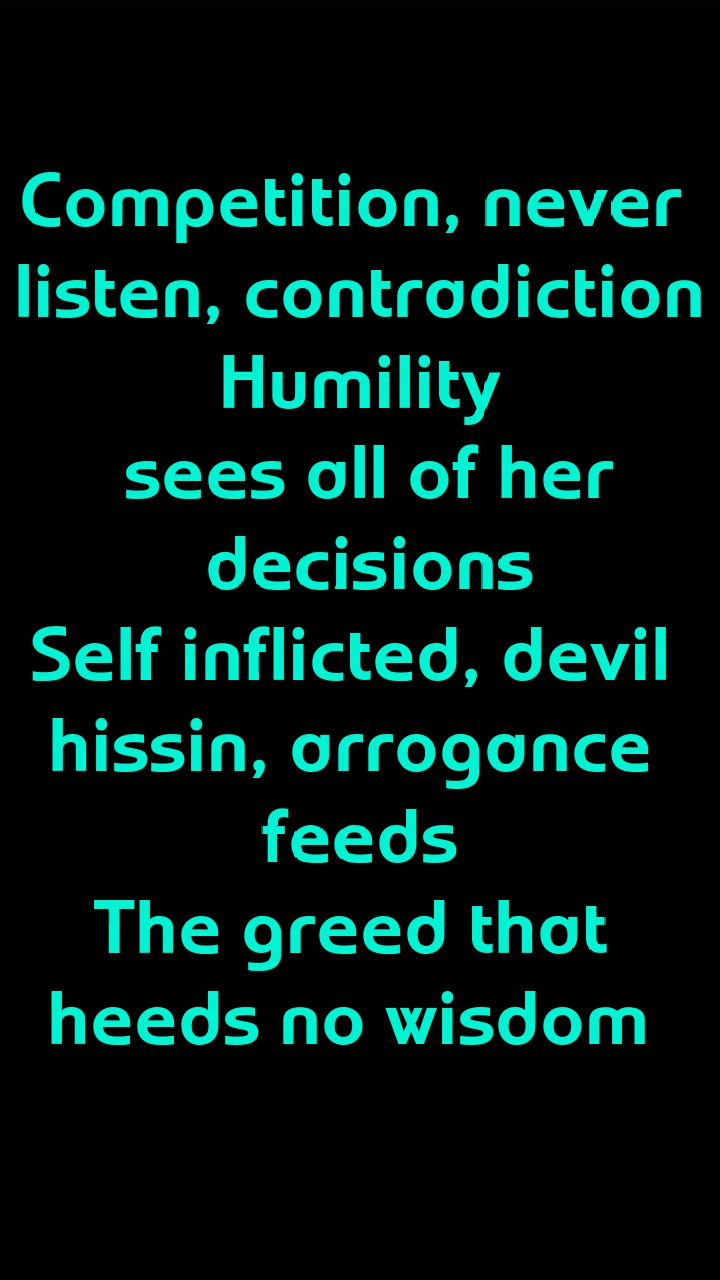 Competition, never
listen, contradiction
Humility
sees all of her
decisions
Self inflicted, devil
hissin, arrogance
feeds
The greed that
heeds no wisdom